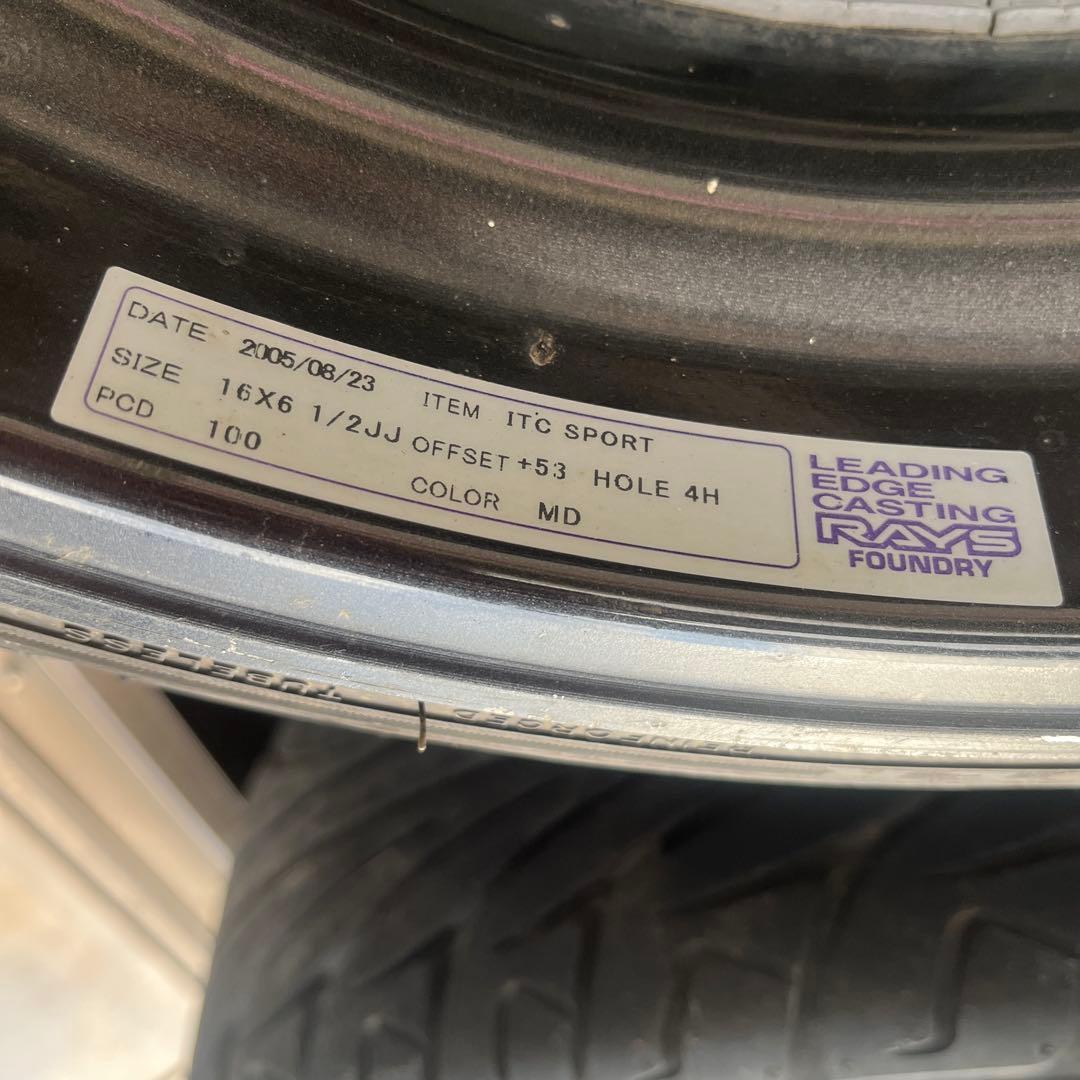 DATE 2005/08/23 ITEM ITC SPORT
SIZE 16X6 1/2JJ OFFSET +53 HOLE 4H
PCD 100 COLOR MD
LEADING
EDGE
CASTING
RAYS
FOUNDRY
TUBELESS
REINFORCED